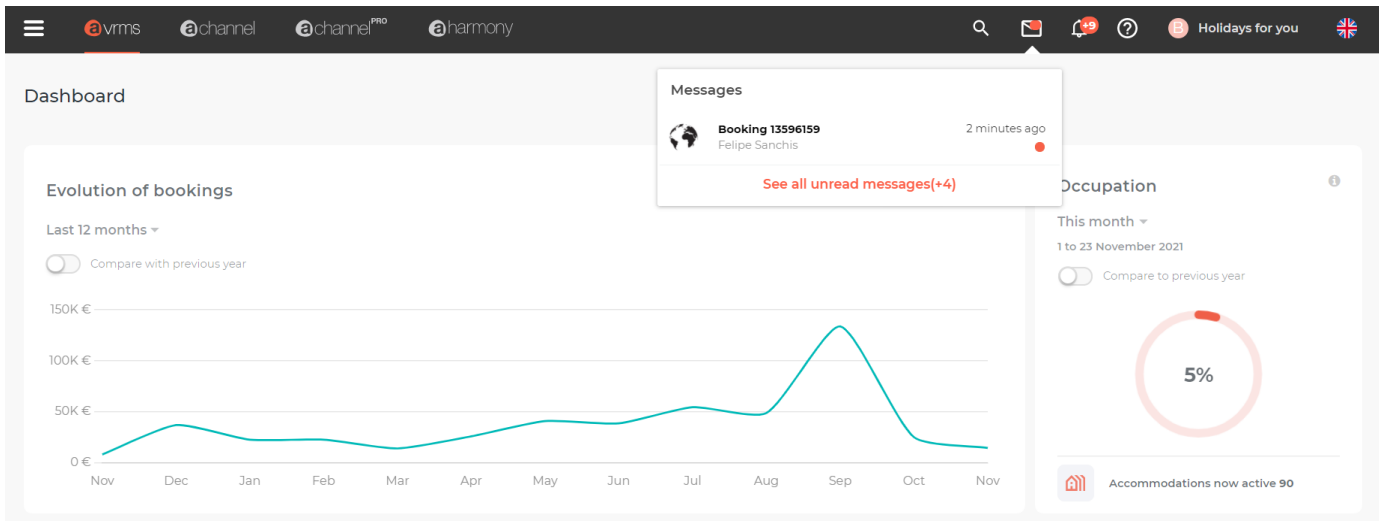 avrms achannel achannelPRO aharmony +9 B Holidays for you
Dashboard
Messages
Booking 13596159 2 minutes ago
Felipe Sanchis
See all unread messages(+4)
Evolution of bookings
Last 12 months
Compare with previous year
150K €
100K €
50K €
0 €
Nov Dec Jan Feb Mar Apr May Jun Jul Aug Sep Oct Nov
Occupation
This month
1 to 23 November 2021
Compare to previous year
5%
Accommodations now active 90